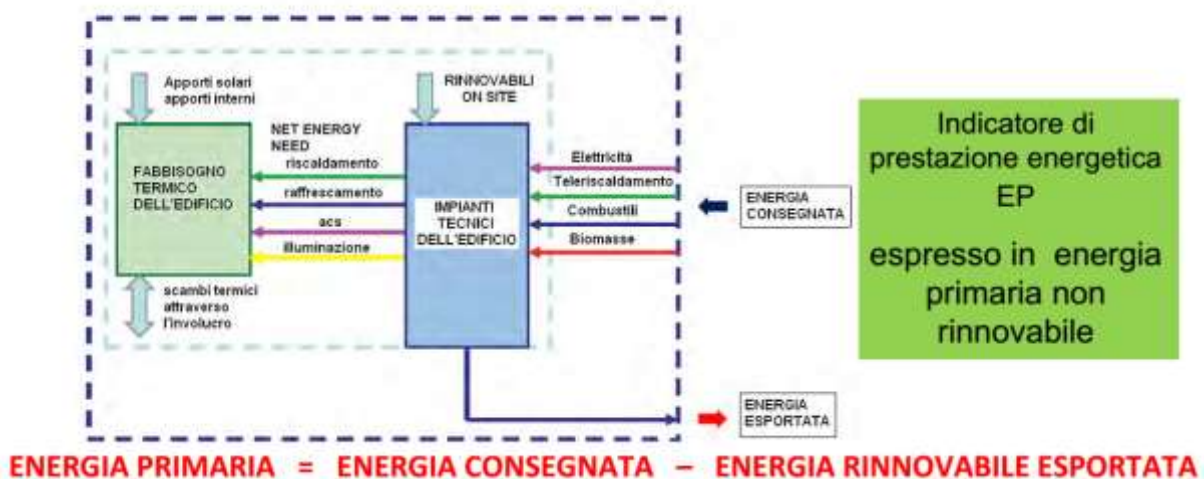 Apporti solari
apporti interni
RINNOVABILI
ON SITE
NET ENERGY
NEED
riscaldamento
raffrescamento
acs
illuminazione
FABBISOGNO
TERMICO
DELL'EDIFICIO
IMPIANTI
TECNICI
DELL'EDIFICIO
scambi termici
attraverso
l'involucro
Elettricità
Teleriscaldamento
Combustili
Biomasse
ENERGIA
CONSEGNATA
ENERGIA
ESPORTATA
Indicatore di
prestazione energetica
EP
espresso in energia
primaria non
rinnovabile
ENERGIA PRIMARIA = ENERGIA CONSEGNATA – ENERGIA RINNOVABILE ESPORTATA